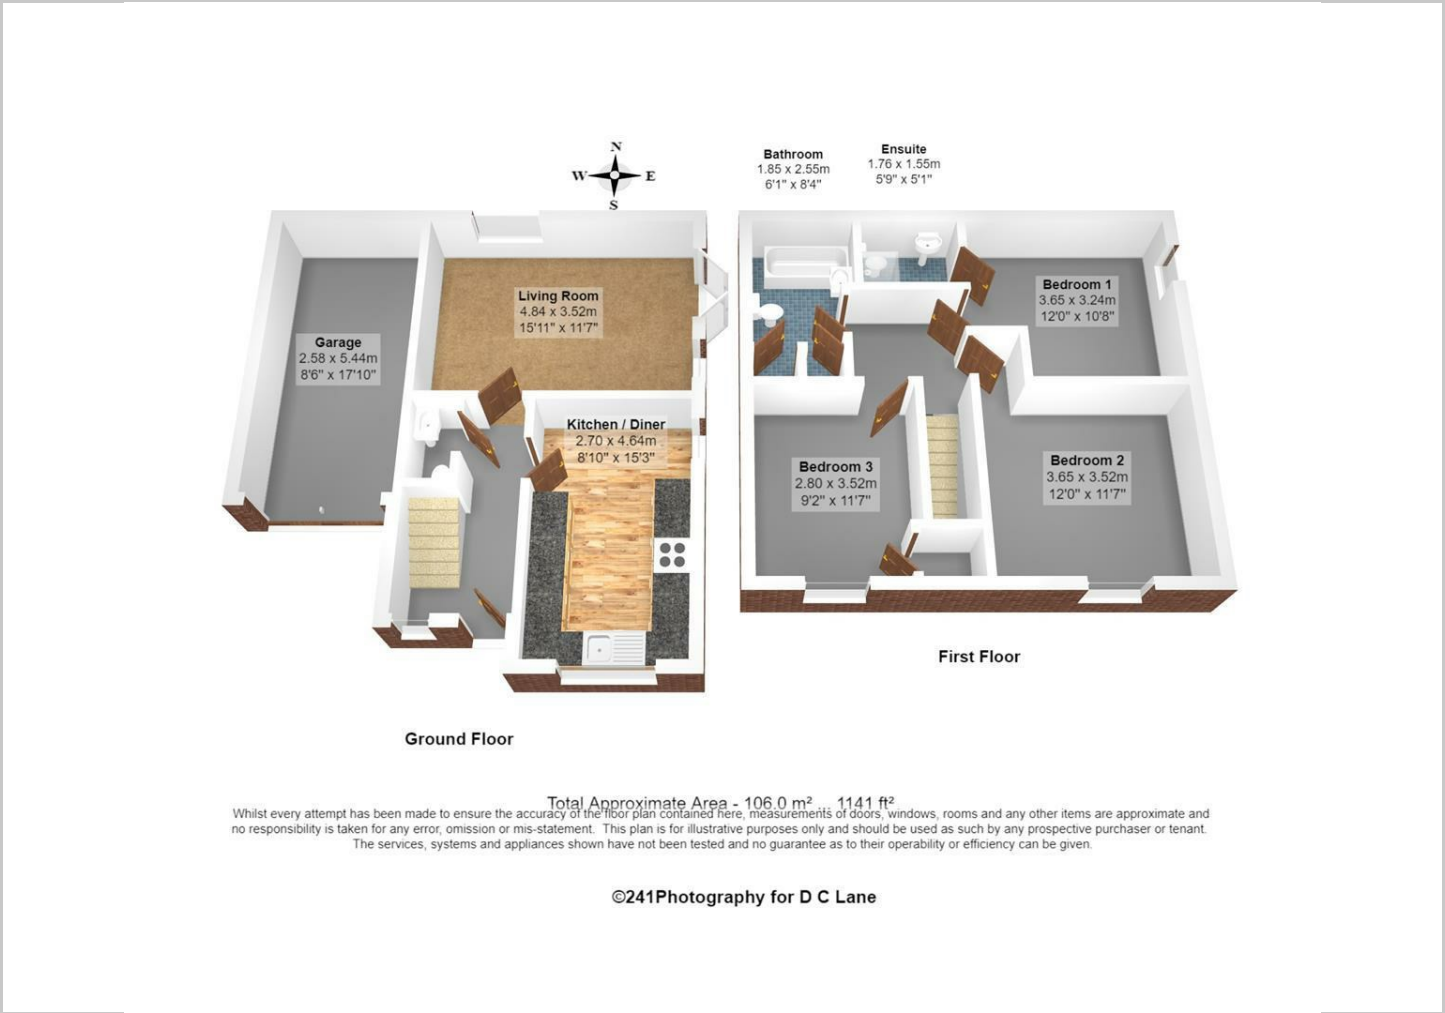 N
W E
S
Bathroom
1.85 x 2.55m
6'1" x 8'4"
Ensuite
1.76 x 1.55m
5'9" x 5'1"
Living Room
4.84 x 3.52m
15'11" x 11'7"
Garage
2.58 x 5.44m
8'6" x 17'10"
Kitchen / Diner
2.70 x 4.64m
8'10" x 15'3"
Bedroom 1
3.65 x 3.24m
12'0" x 10'8"
Bedroom 3
2.80 x 3.52m
9'2" x 11'7"
Bedroom 2
3.65 x 3.52m
12'0" x 11'7"
First Floor
Ground Floor
Total Approximate Area - 106.0 m² ... 1141 ft²
Whilst every attempt has been made to ensure the accuracy of the floor plan contained here, measurements of doors, windows, rooms and any other items are approximate and
no responsibility is taken for any error, omission or mis-statement. This plan is for illustrative purposes only and should be used as such by any prospective purchaser or tenant.
The services, systems and appliances shown have not been tested and no guarantee as to their operability or efficiency can be given.
©241Photography for D C Lane